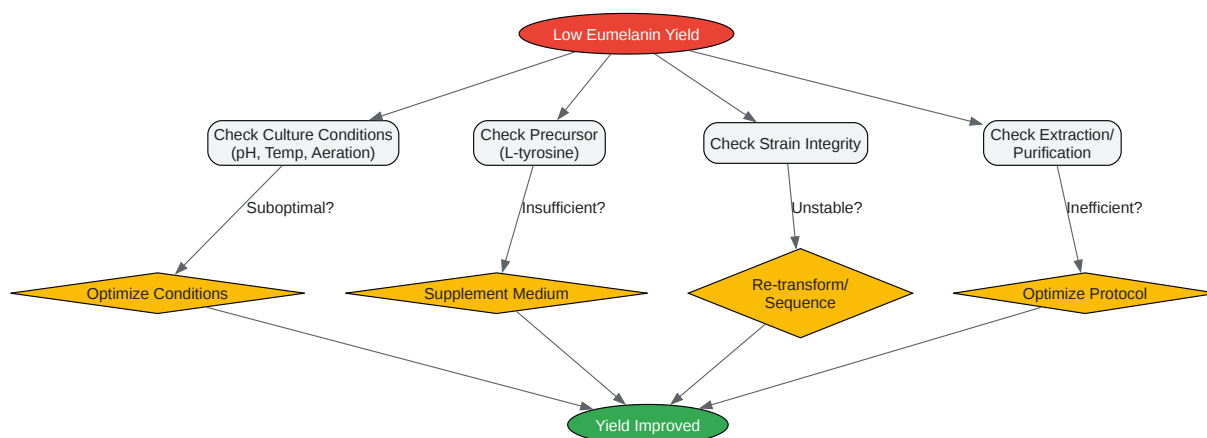 Low Eumelanin Yield
Check Culture Conditions
(pH, Temp, Aeration)
Check Precursor
(L-tyrosine)
Check Strain Integrity
Check Extraction/
Purification
Suboptimal?
Insufficient?
Unstable?
Inefficient?
Optimize Conditions
Supplement Medium
Re-transform/
Sequence
Optimize Protocol
Yield Improved